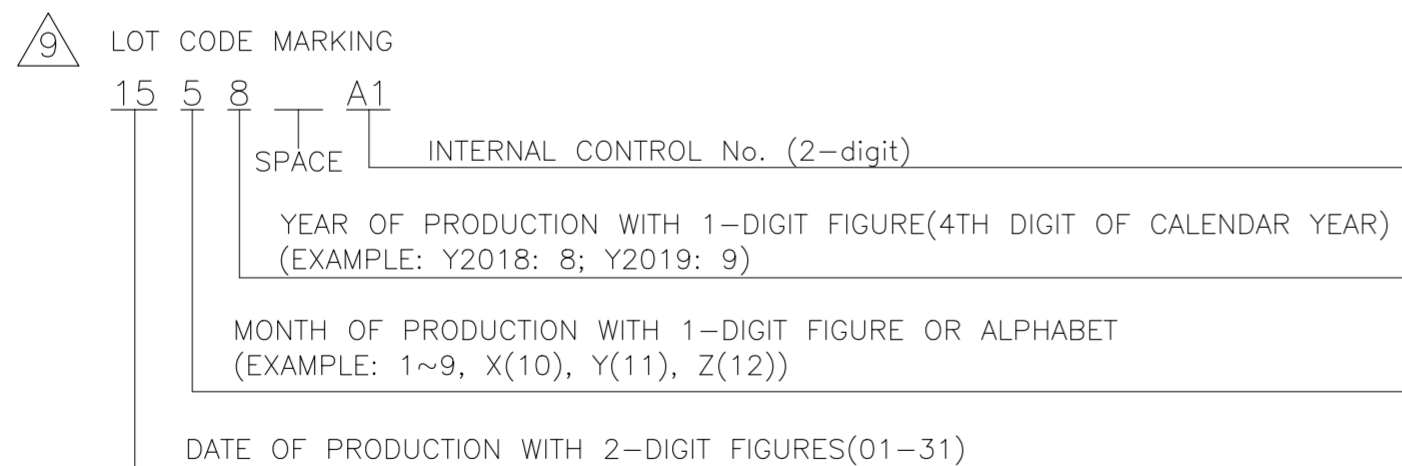 9 LOT CODE MARKING
15 5 8 __ A1
SPACE
INTERNAL CONTROL No. (2-digit)
YEAR OF PRODUCTION WITH 1-DIGIT FIGURE(4TH DIGIT OF CALENDAR YEAR)
(EXAMPLE: Y2018: 8; Y2019: 9)
MONTH OF PRODUCTION WITH 1-DIGIT FIGURE OR ALPHABET
(EXAMPLE: 1~9, X(10), Y(11), Z(12))
DATE OF PRODUCTION WITH 2-DIGIT FIGURES(01-31)